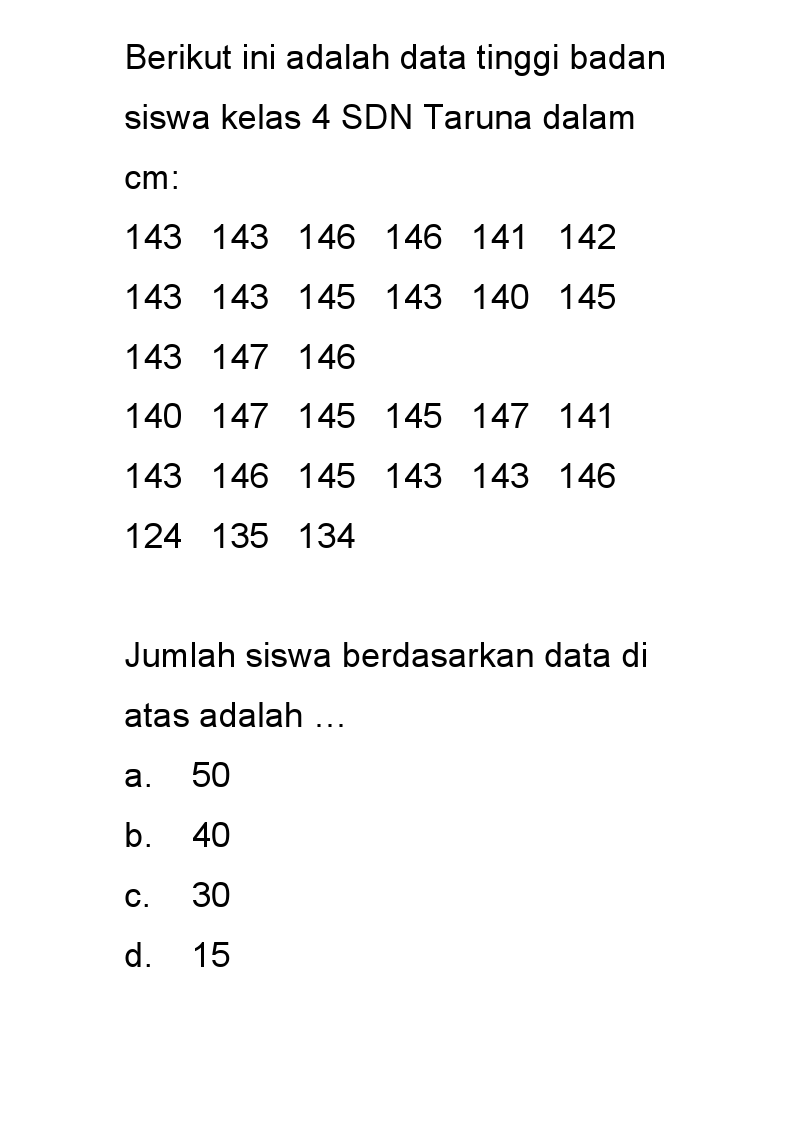 Berikut ini adalah data tinggi badan
siswa kelas 4 SDN Taruna dalam
cm:
143 143 146 146 141 142
143 143 145 143 140 145
143 147 146
140 147 145 145 147 141
143 146 145 143 143 146
124 135 134
Jumlah siswa berdasarkan data di
atas adalah …
a. 50
b. 40
c. 30
d. 15